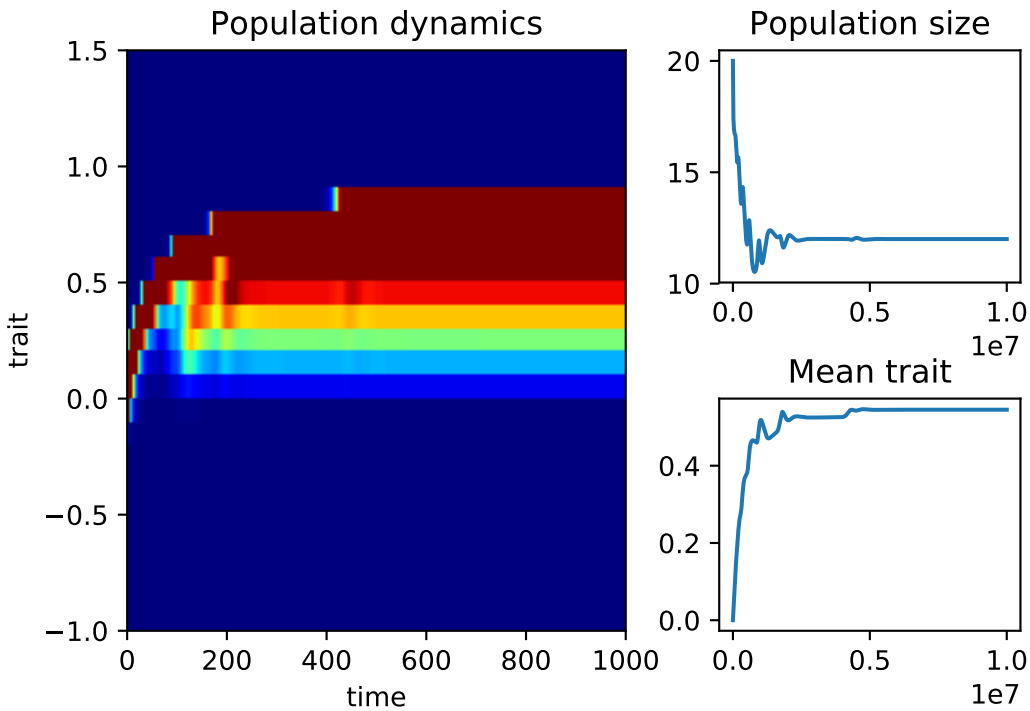 Population dynamics
1.5
1.0
0.5
0.0
−0.5
−1.0
trait
0 200 400 600 800 1000
time
Population size
20
15
10
0.0 0.5 1.0
1e7
Mean trait
0.4
0.2
0.0
0.0 0.5 1.0
1e7